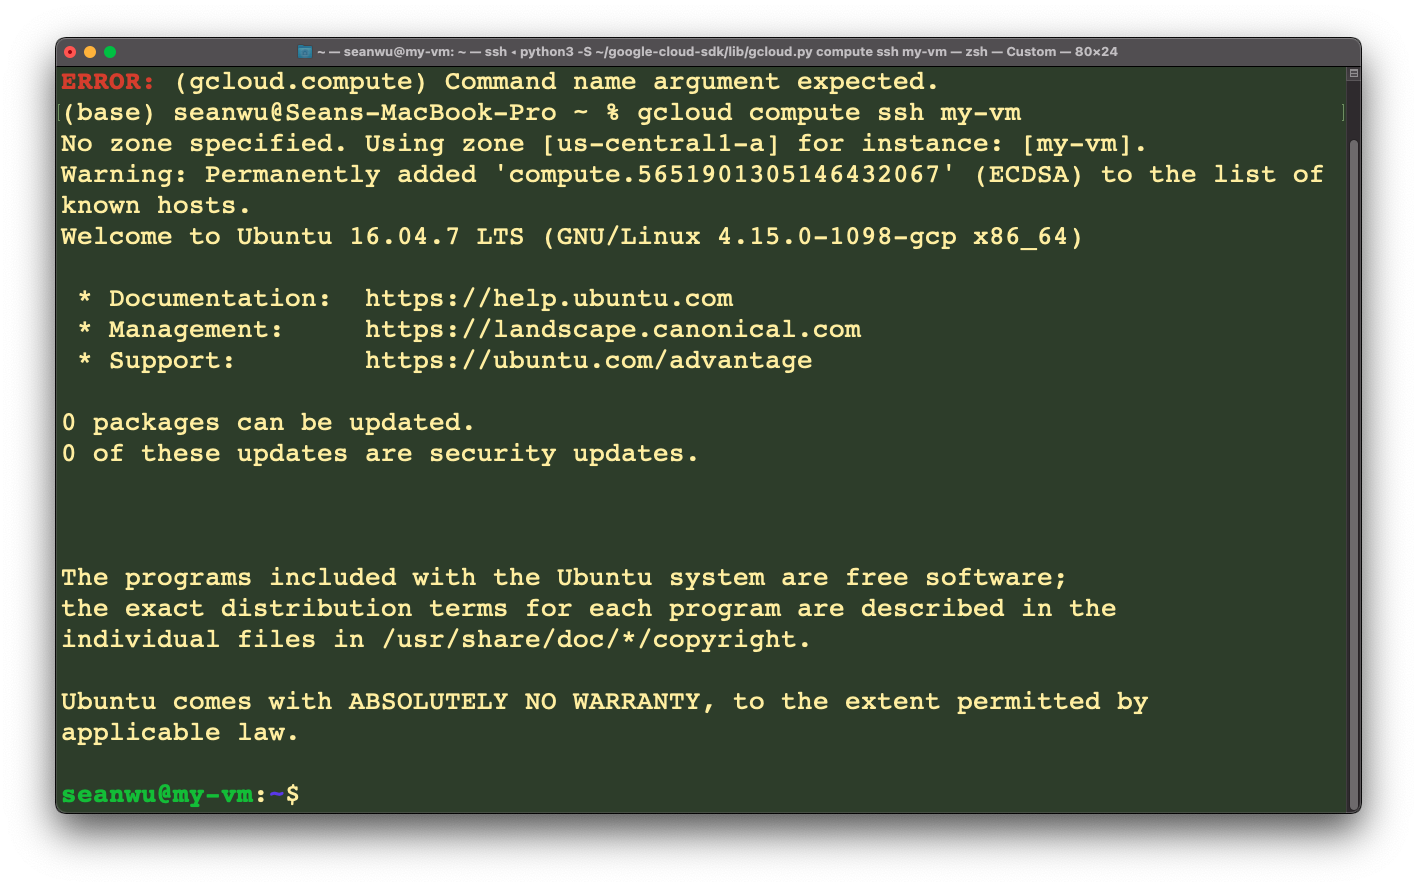 ~ — seanwu@my-vm: ~ — ssh ◂ python3 -S ~/google-cloud-sdk/lib/gcloud.py compute ssh my-vm — zsh — Custom — 80×24
ERROR: (gcloud.compute) Command name argument expected.
(base) seanwu@Seans-MacBook-Pro ~ % gcloud compute ssh my-vm
No zone specified. Using zone [us-central1-a] for instance: [my-vm].
Warning: Permanently added 'compute.5651901305146432067' (ECDSA) to the list of
known hosts.
Welcome to Ubuntu 16.04.7 LTS (GNU/Linux 4.15.0-1098-gcp x86_64)
* Documentation:  https://help.ubuntu.com
* Management:     https://landscape.canonical.com
* Support:        https://ubuntu.com/advantage
0 packages can be updated.
0 of these updates are security updates.
The programs included with the Ubuntu system are free software;
the exact distribution terms for each program are described in the
individual files in /usr/share/doc/*/copyright.
Ubuntu comes with ABSOLUTELY NO WARRANTY, to the extent permitted by
applicable law.
seanwu@my-vm:~$